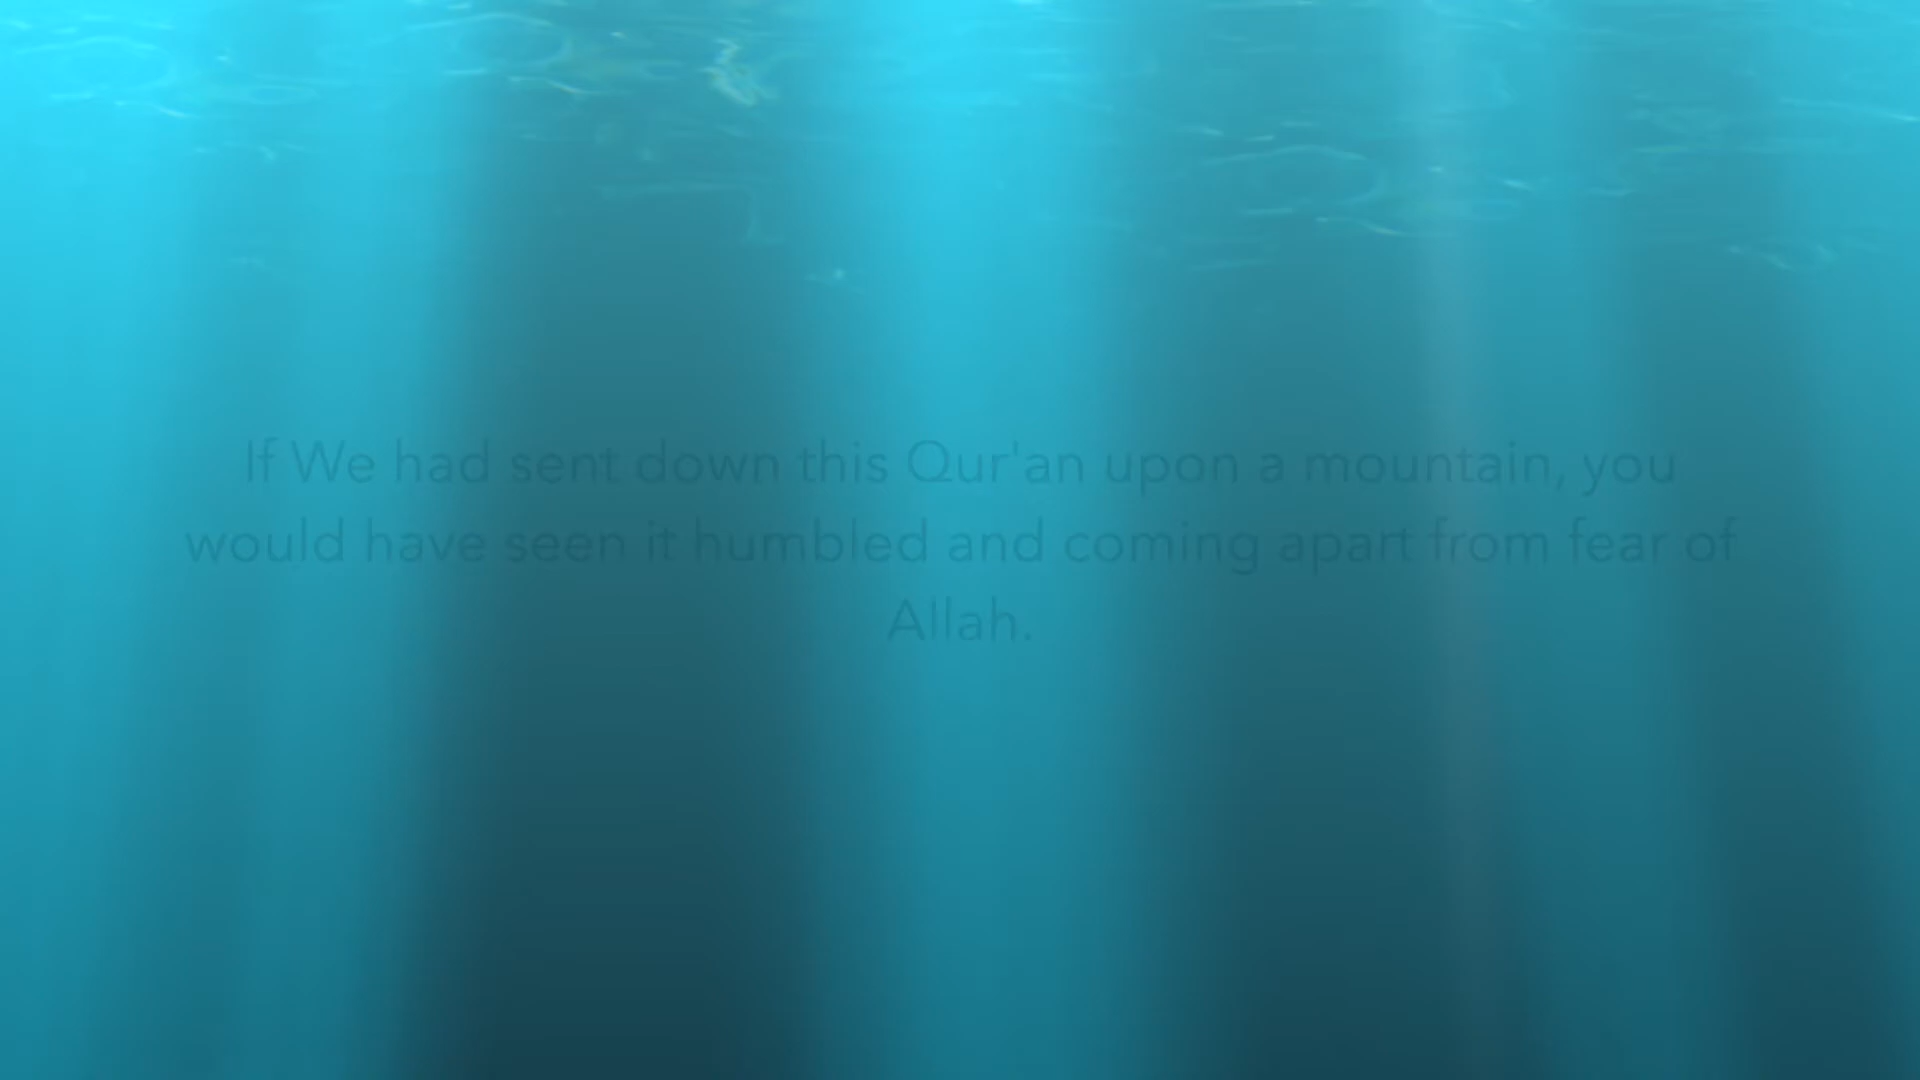 If We had sent down this Qur'an upon a mountain, you
would have seen it humbled and coming apart from fear of
Allah.